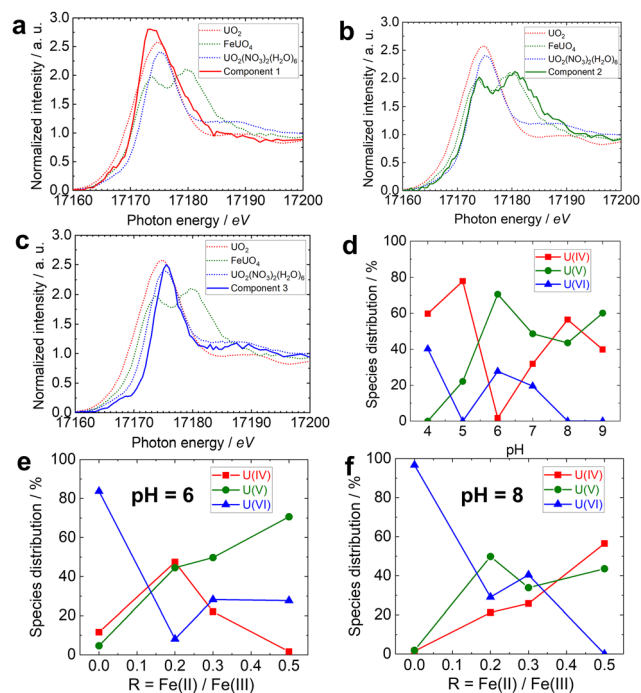 a
Normalized intensity / a. u.
3.0
2.5
2.0
1.5
1.0
0.5
0.0
UO2
FeUO4
UO2(NO3)2(H2O)6
Component 1
17160 17170 17180 17190 17200
Photon energy / eV
b
Normalized intensity / a. u.
3.0
2.5
2.0
1.5
1.0
0.5
0.0
UO2
FeUO4
UO2(NO3)2(H2O)6
Component 2
17160 17170 17180 17190 17200
Photon energy / eV
c
Normalized intensity / a. u.
3.0
2.5
2.0
1.5
1.0
0.5
0.0
UO2
FeUO4
UO2(NO3)2(H2O)6
Component 3
17160 17170 17180 17190 17200
Photon energy / eV
d
Species distribution / %
100
80
60
40
20
0
U(IV)
U(V)
U(VI)
4 5 6 7 8 9
pH
e
Species distribution / %
100
80
60
40
20
0
pH = 6
U(IV)
U(V)
U(VI)
0.0 0.1 0.2 0.3 0.4 0.5
R = Fe(II) / Fe(III)
f
Species distribution / %
100
80
60
40
20
0
pH = 8
U(IV)
U(V)
U(VI)
0.0 0.1 0.2 0.3 0.4 0.5
R = Fe(II) / Fe(III)